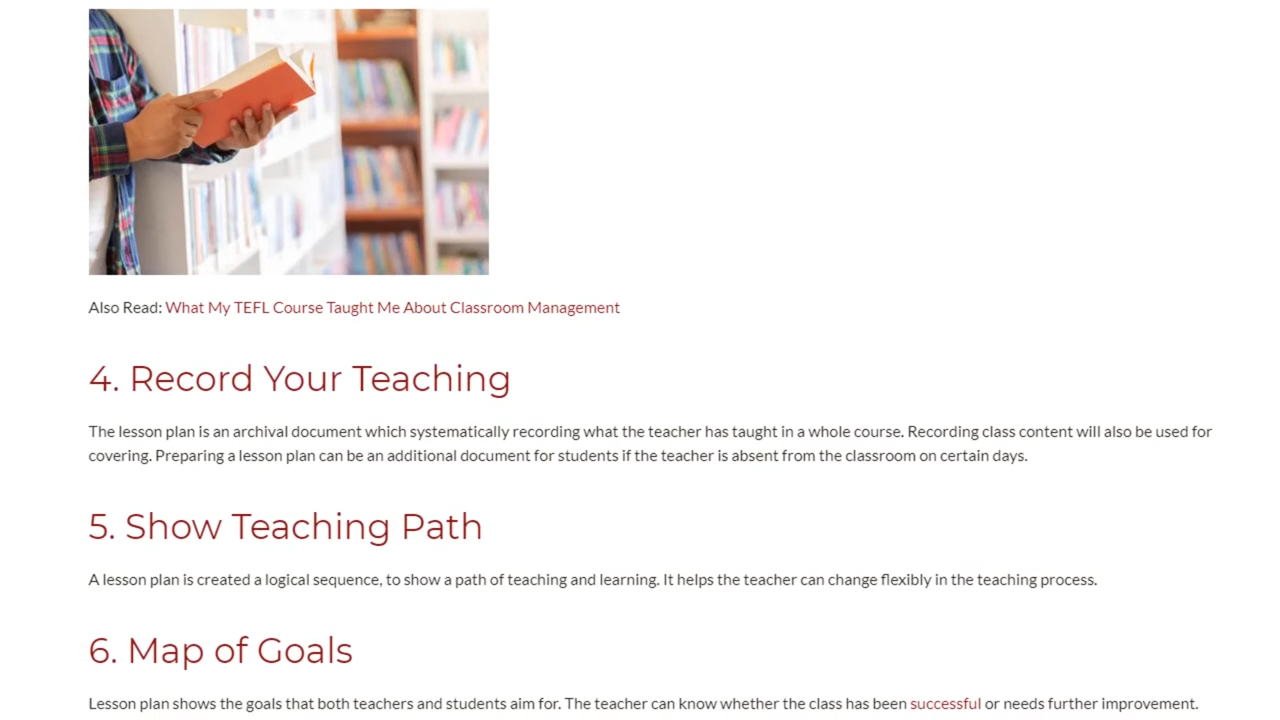 Also Read: What My TEFL Course Taught Me About Classroom Management
4. Record Your Teaching
The lesson plan is an archival document which systematically recording what the teacher has taught in a whole course. Recording class content will also be used for
covering. Preparing a lesson plan can be an additional document for students if the teacher is absent from the classroom on certain days.
5. Show Teaching Path
A lesson plan is created a logical sequence, to show a path of teaching and learning. It helps the teacher can change flexibly in the teaching process.
6. Map of Goals
Lesson plan shows the goals that both teachers and students aim for. The teacher can know whether the class has been successful or needs further improvement.